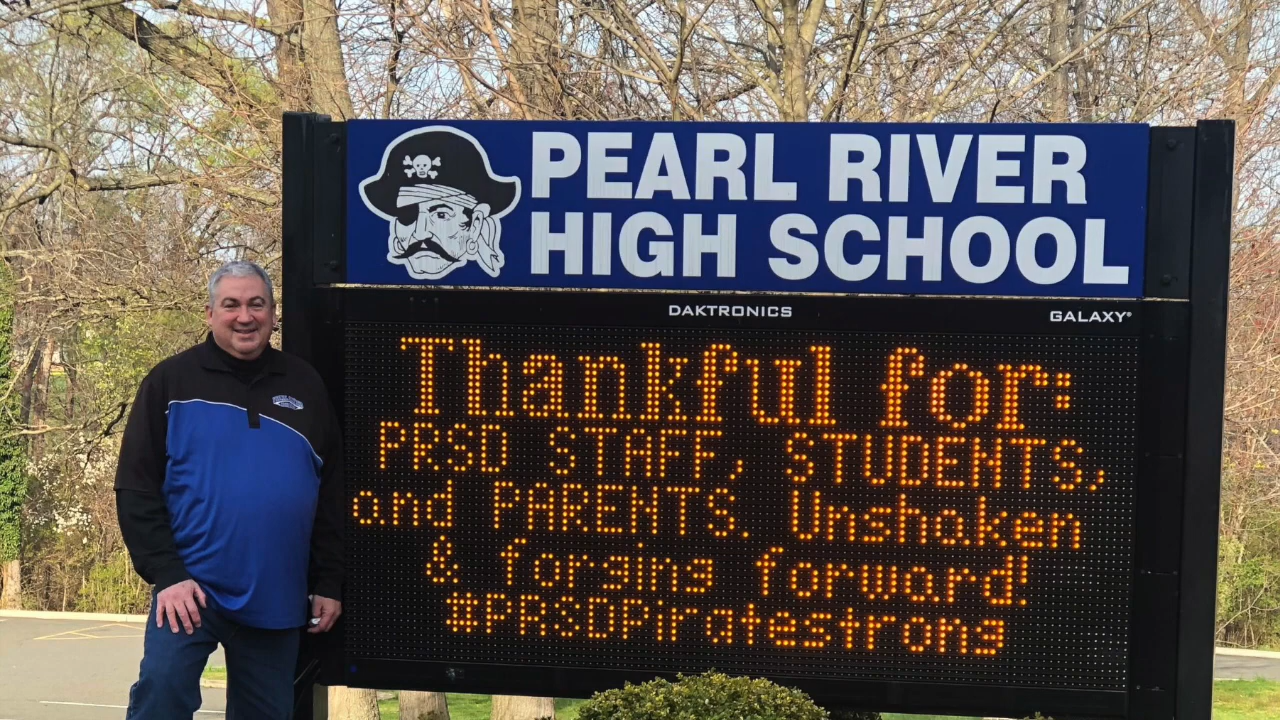 PEARL RIVER
HIGH SCHOOL
DAKTRONICS
GALAXY®
Thankful for:
PRSD STAFF, STUDENTS,
and PARENTS. Unshaken
& forging forward!
#PRSDPiratestrong